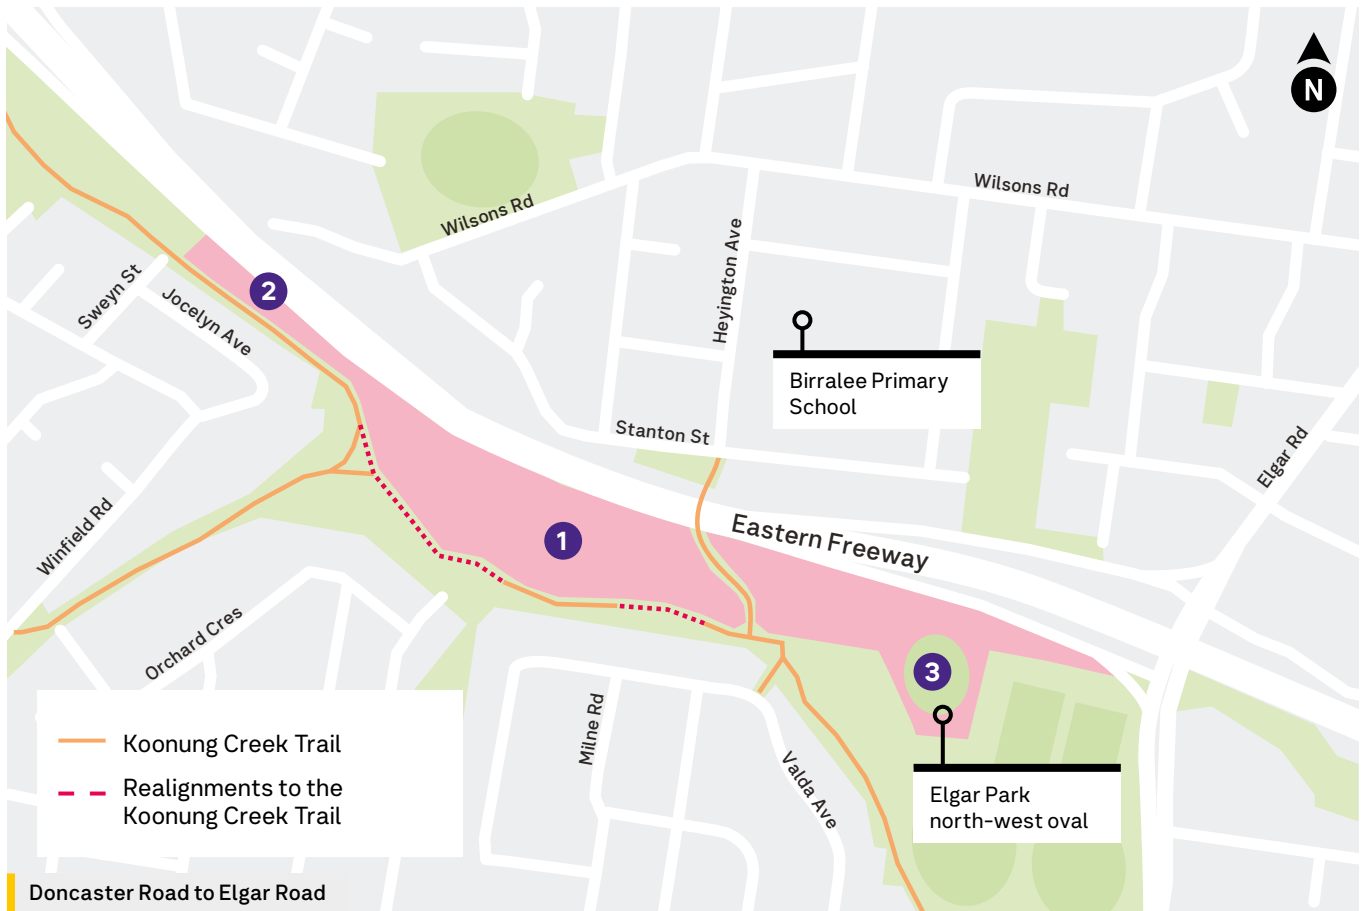 N
Wilsons Rd
Wilsons Rd
Heyington Ave
Sweyn St
Jocelyn Ave
2
Birralee Primary
School
Stanton St
Elgar Rd
Winfield Rd
1
Eastern Freeway
Orchard Cres
3
Milne Rd
Valda Ave
Elgar Park
north-west oval
Koonung Creek Trail
Realignments to the
Koonung Creek Trail
Doncaster Road to Elgar Road